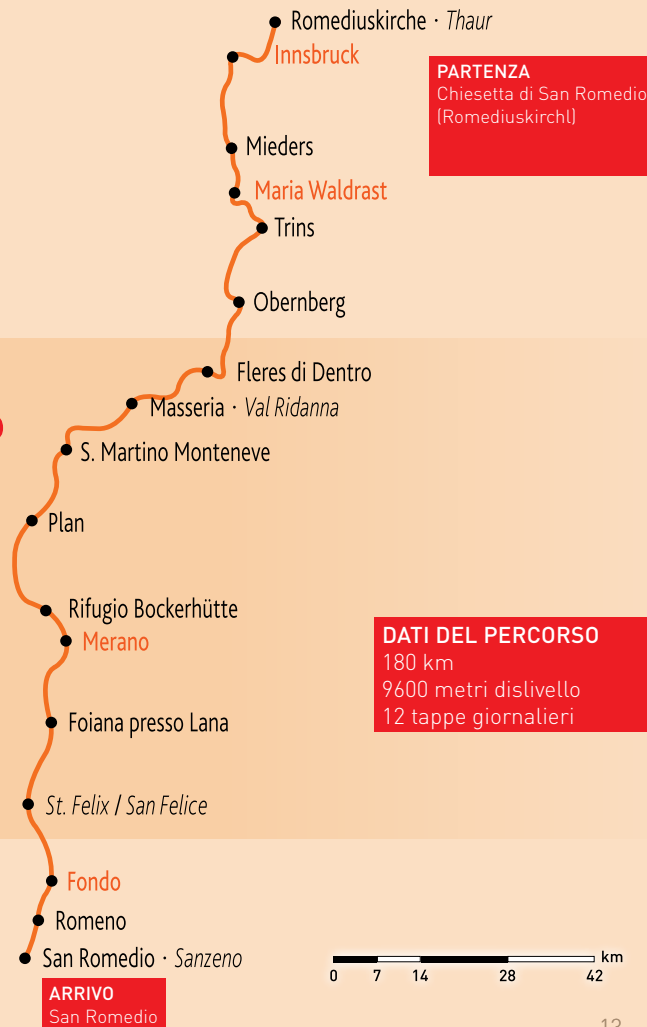 Romediuskirche · Thaur
Innsbruck
PARTENZA
Chiesetta di San Romedio
(Romediuskirchl)
Mieders
Maria Waldrast
Trins
Obernberg
Fleres di Dentro
Masseria · Val Ridanna
S. Martino Monteneve
Plan
Rifugio Bockerhütte
Merano
DATI DEL PERCORSO
180 km
9600 metri dislivello
12 tappe giornalieri
Foiana presso Lana
St. Felix / San Felice
Fondo
Romeno
San Romedio · Sanzeno
km
0 7 14 28 42
ARRIVO
San Romedio